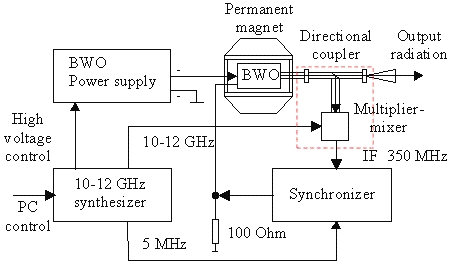 Permanent
magnet
Directional
coupler
Output
radiation
BWO
Power supply
-
-
BWO
High
voltage
control
10-12 GHz
Multiplier-
mixer
IF 350 MHz
10-12 GHz
synthesizer
Synchronizer
PC
control
100 Ohm
5 MHz